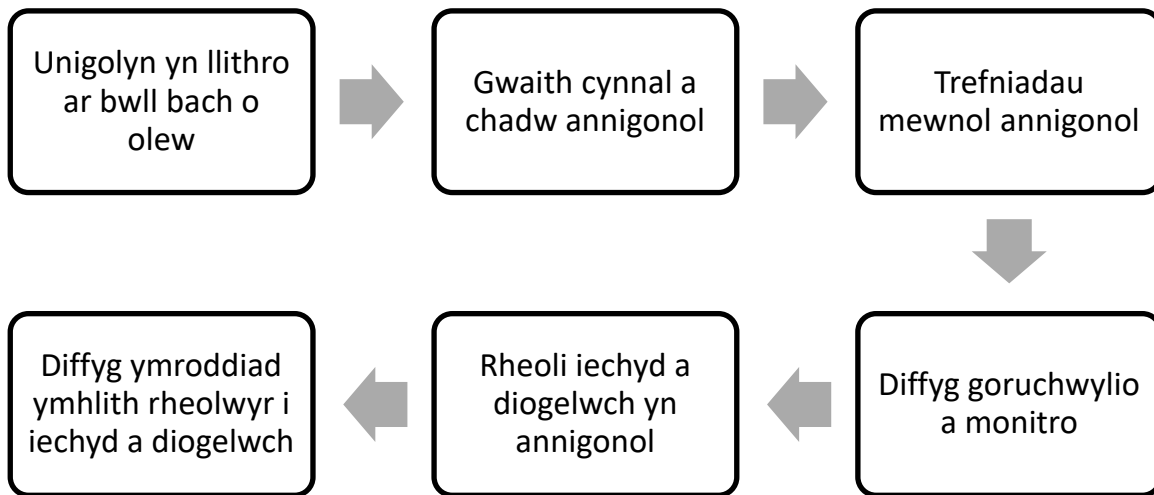 Unigolyn yn llithro
ar bwll bach o
olew
Gwaith cynnal a
chadw annigonol
Trefniadau
mewnol annigonol
Diffyg goruchwylio
a monitro
Rheoli iechyd a
diogelwch yn
annigonol
Diffyg ymroddiad
ymhlith rheolwyr i
iechyd a diogelwch